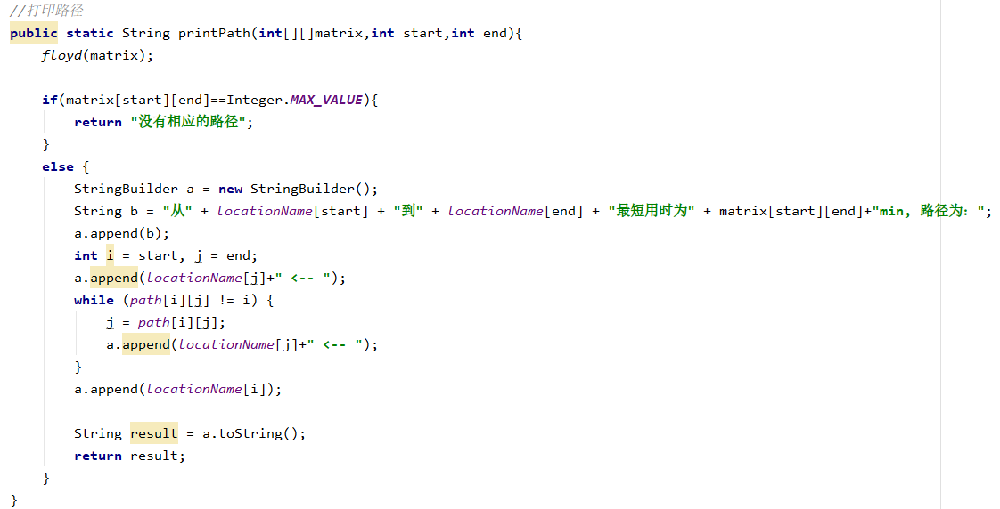 //打印路径
public static String printPath(int[][]matrix,int start,int end){
    floyd(matrix);

    if(matrix[start][end]==Integer.MAX_VALUE){
        return "没有相应的路径";
    }
    else {
        StringBuilder a = new StringBuilder();
        String b = "从" + locationName[start] + "到" + locationName[end] + "最短用时为" + matrix[start][end]+"min, 路径为: ";
        a.append(b);
        int i = start, j = end;
        a.append(locationName[j]+" <-- ");
        while (path[i][j] != i) {
            j = path[i][j];
            a.append(locationName[j]+" <-- ");
        }
        a.append(locationName[i]);

        String result = a.toString();
        return result;
    }
}